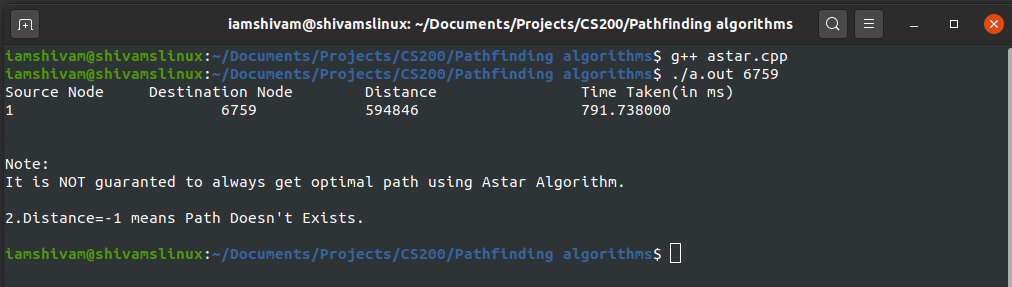 iamshivam@shivamslinux: ~/Documents/Projects/CS200/Pathfinding algorithms
iamshivam@shivamslinux:~/Documents/Projects/CS200/Pathfinding algorithms$ g++ astar.cpp
iamshivam@shivamslinux:~/Documents/Projects/CS200/Pathfinding algorithms$ ./a.out 6759
Source Node     Destination Node        Distance                Time Taken(in ms)
1                       6759            594846                  791.738000
Note:
It is NOT guaranted to always get optimal path using Astar Algorithm.
2.Distance=-1 means Path Doesn't Exists.
iamshivam@shivamslinux:~/Documents/Projects/CS200/Pathfinding algorithms$